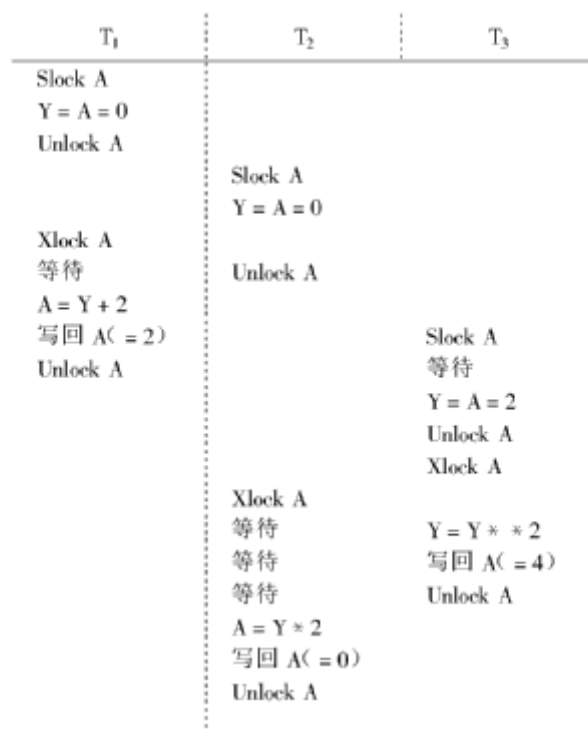 T₁ T₂ T₃
Slock A
Y = A = 0
Unlock A
Slock A
Y = A = 0
Xlock A
等待 Unlock A
A = Y + 2
写回 A( = 2) Slock A
Unlock A 等待
Y = A = 2
Unlock A
Xlock A
Xlock A
等待 Y = Y * * 2
等待 写回 A( = 4)
等待 Unlock A
A = Y * 2
写回 A( = 0)
Unlock A